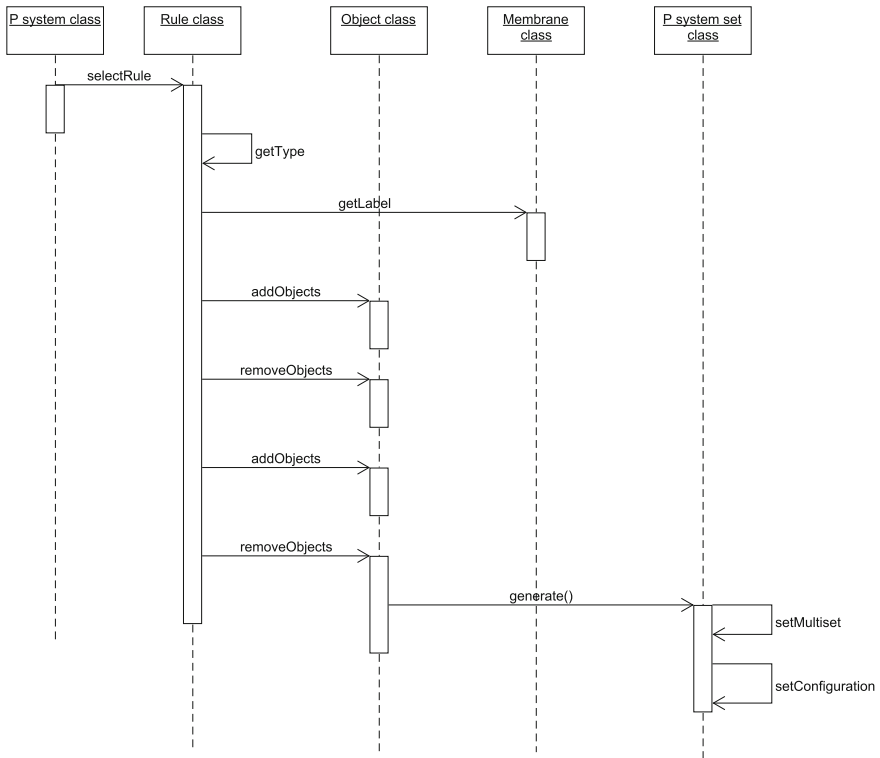 P system class
Rule class
Object class
Membrane
class
P system set
class
selectRule
getType
getLabel
addObjects
removeObjects
addObjects
removeObjects
generate()
setMultiset
setConfiguration